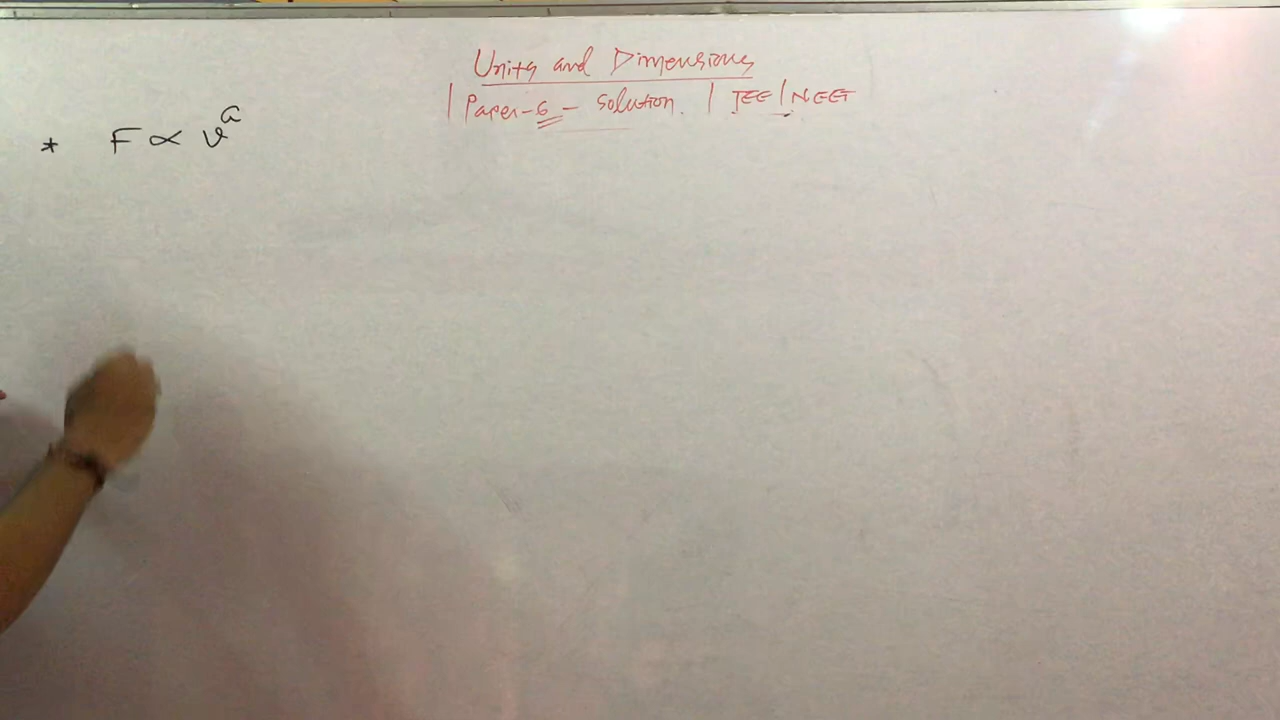 Units and Dimensions
| Paper-6 - Solution. | JEE | NEET
* F ∝ v^a